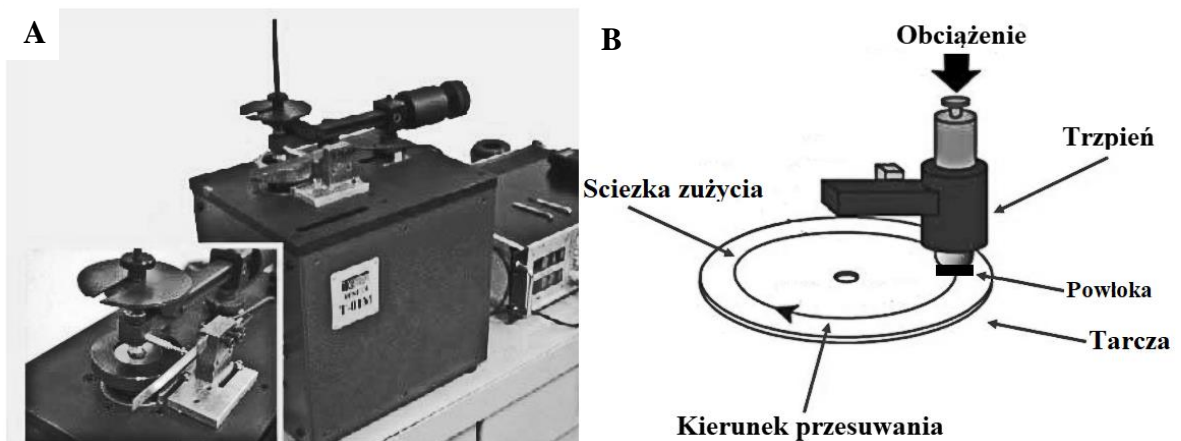 A
B
Obciążenie
Trzpień
Sciezka zużycia
Powłoka
Tarcza
Kierunek przesuwania
T-01M